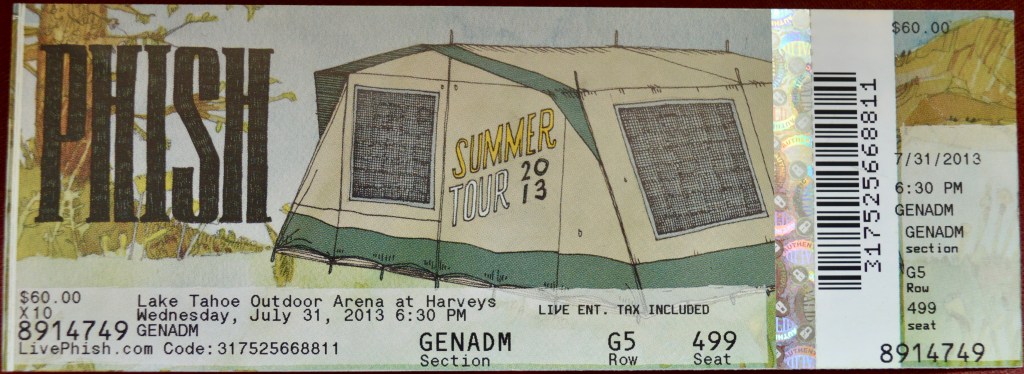 PHISH
SUMMER
TOUR 20
13
$60.00
X10
8914749
LivePhish.com Code:317525668811
Lake Tahoe Outdoor Arena at Harveys
Wednesday, July 31, 2013 6:30 PM
GENADM
LIVE ENT. TAX INCLUDED
GENADM
Section
G5
Row
499
Seat
317525668811
$60.00
7/31/2013
6:30 PM
GENADM
GENADM
section
G5
Row
499
seat
8914749